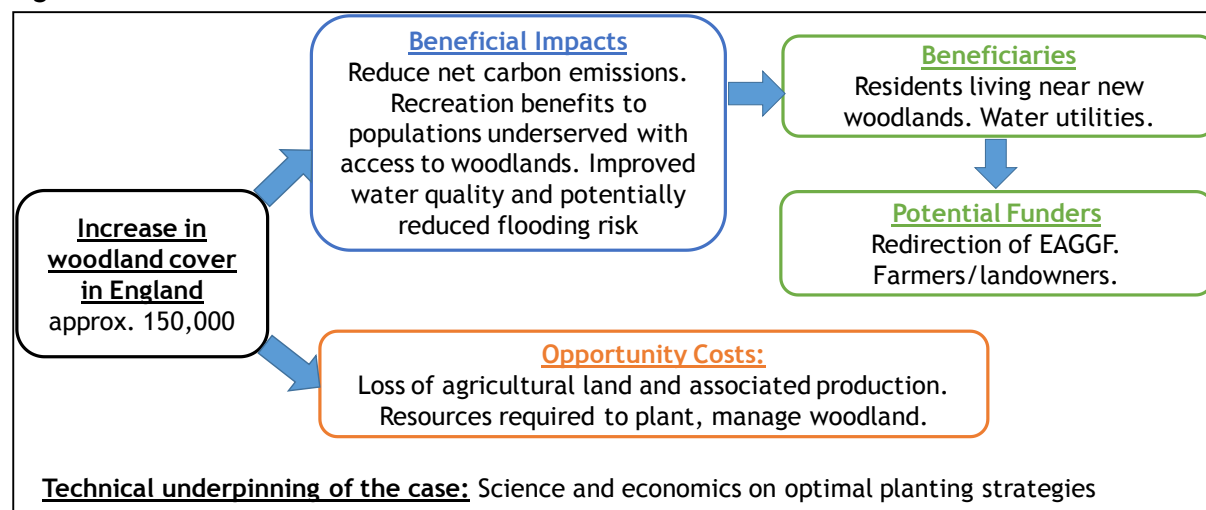 Increase in
woodland cover
in England
approx. 150,000
Beneficial Impacts
Reduce net carbon emissions.
Recreation benefits to
populations underserved with
access to woodlands. Improved
water quality and potentially
reduced flooding risk
Beneficiaries
Residents living near new
woodlands. Water utilities.
Potential Funders
Redirection of EAGGF.
Farmers/landowners.
Opportunity Costs:
Loss of agricultural land and associated production.
Resources required to plant, manage woodland.
Technical underpinning of the case: Science and economics on optimal planting strategies